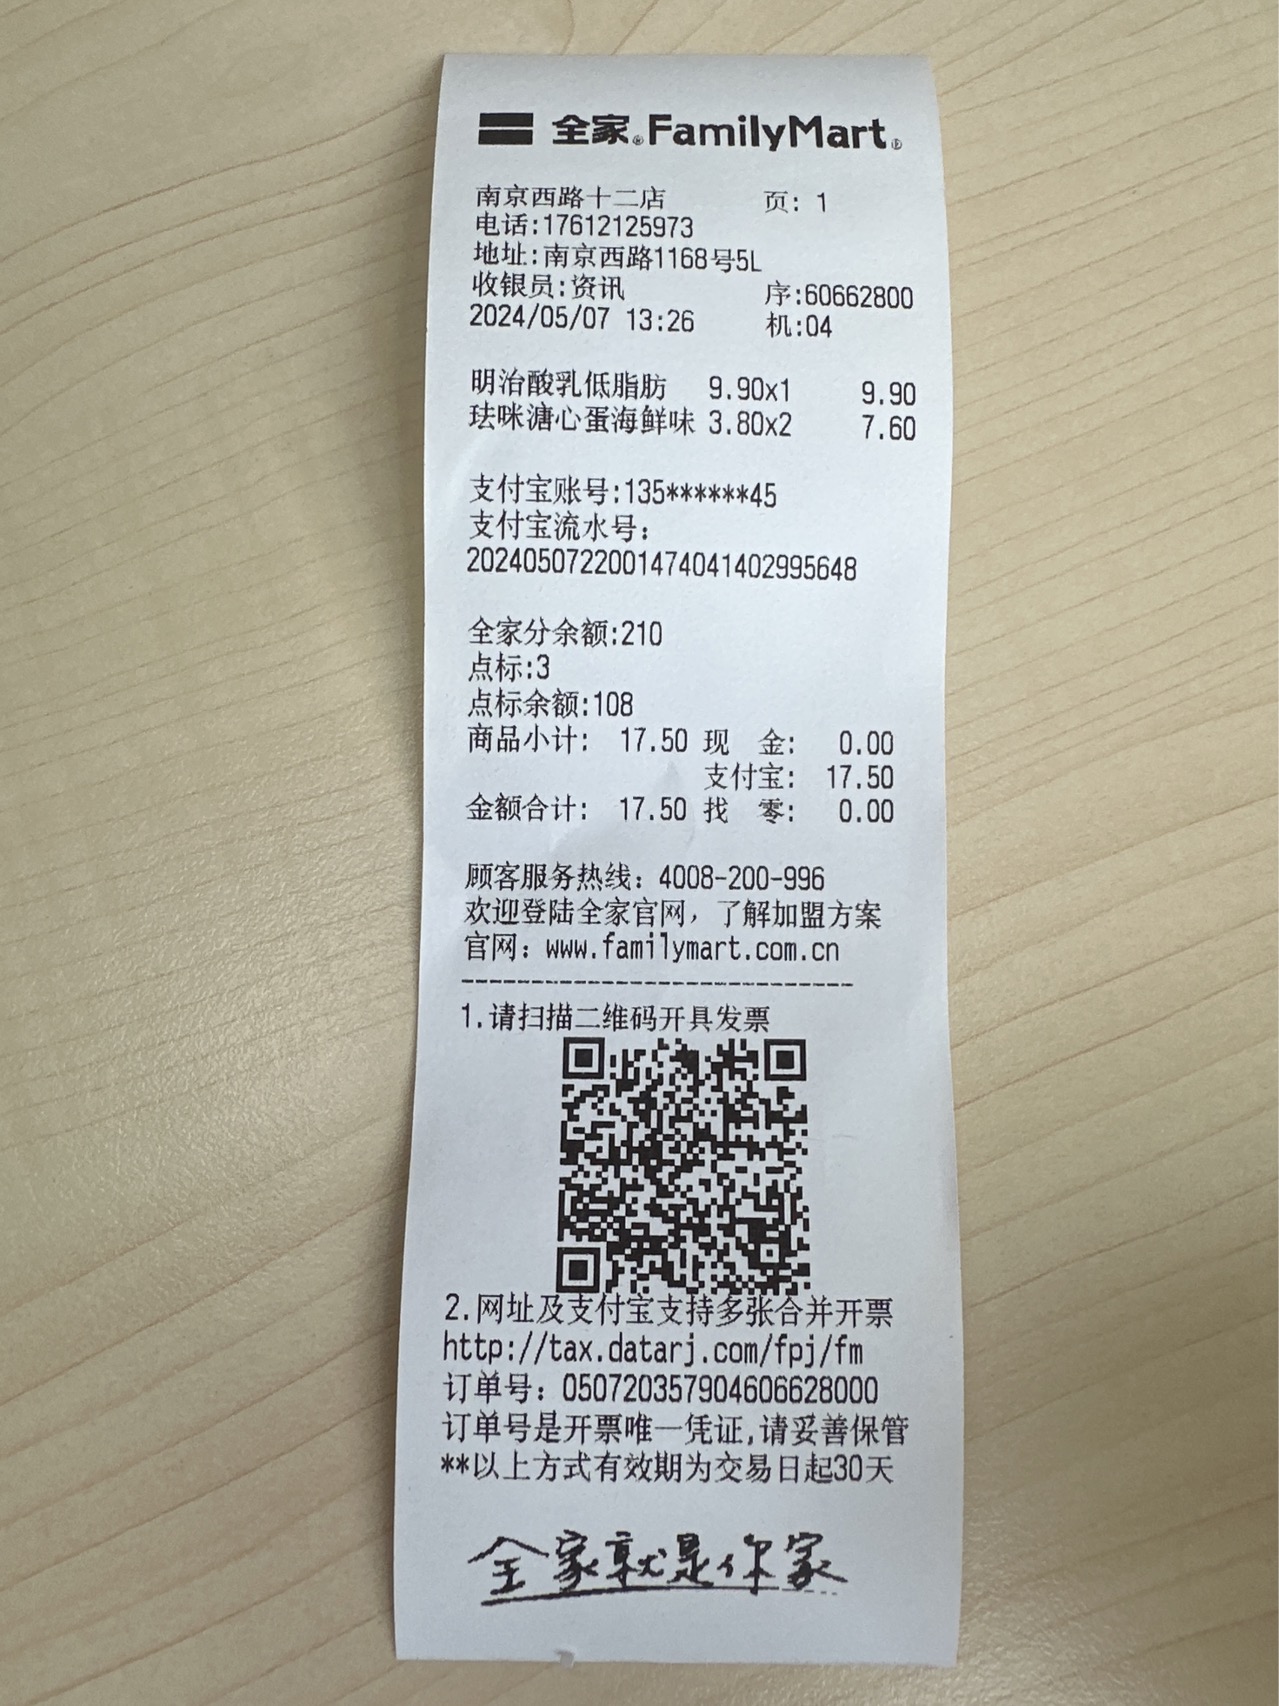 全家®FamilyMart®
南京西路十二店 页: 1
电话:17612125973
地址:南京西路1168号5L
收银员:资讯 序:60662800
2024/05/07 13:26 机:04
明治酸乳低脂肪 9.90x1 9.90
珐咪溏心蛋海鲜味 3.80x2 7.60
支付宝账号:135******45
支付宝流水号:
2024050722001474041402995648
全家分余额:210
点标:3
点标余额:108
商品小计: 17.50 现 金: 0.00
支付宝: 17.50
金额合计: 17.50 找 零: 0.00
顾客服务热线: 4008-200-996
欢迎登陆全家官网, 了解加盟方案
官网: www.familymart.com.cn
------------------------------
1.请扫描二维码开具发票
2.网址及支付宝支持多张合并开票
http://tax.datarj.com/fpj/fm
订单号: 050720357904606628000
订单号是开票唯一凭证,请妥善保管
**以上方式有效期为交易日起30天
全家就是你家